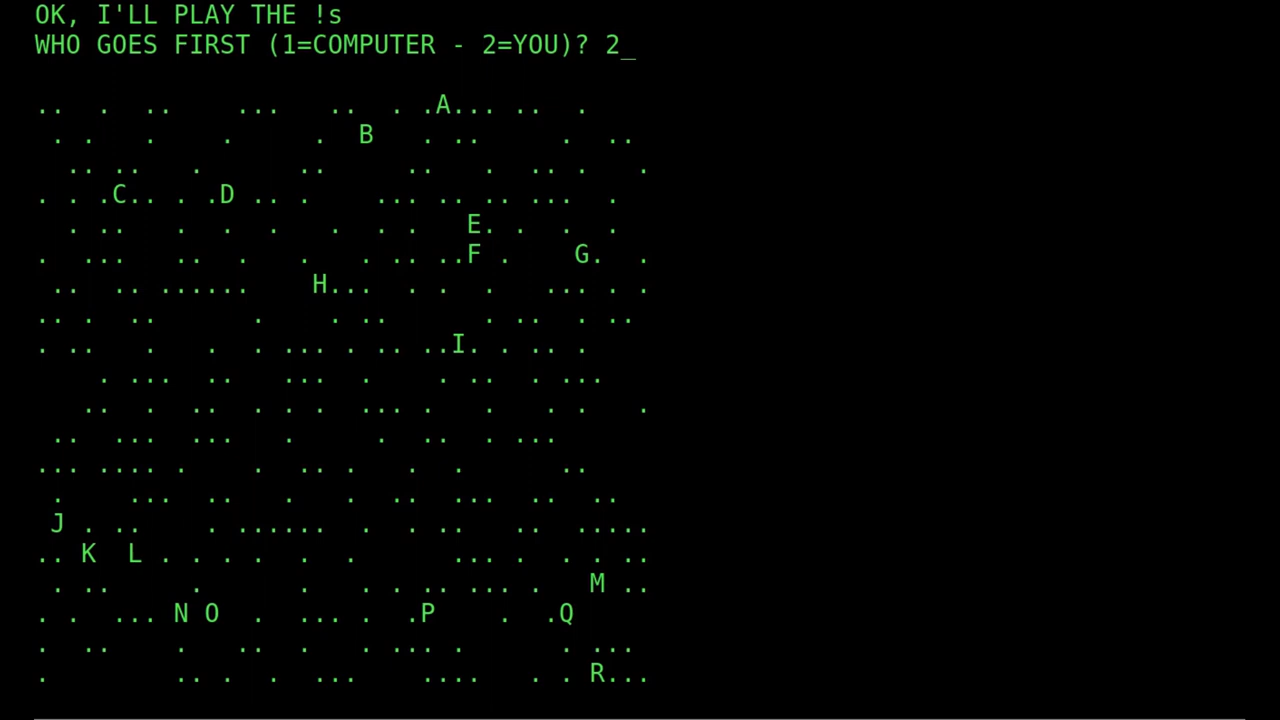 OK, I'LL PLAY THE !s
WHO GOES FIRST (1=COMPUTER - 2=YOU)? 2_
..  .  ..    ...   ..  . .A... ..  .
 . .   .    .     .  B   . ..     .  ..
  .. ..   .      ..     ..   .  .. .   .
. . .C.. . .D .. .    ... .. .. ...  .
  . ..   .  .  .   .  . .   E. .  .  .
.  ...   ..  .   .   . .. ..F .    G.  .
 ..  .. ......    H...  . .  .   ... . .
.. .  ..      .    . ..      . ..  . ..
. ..   .   .  . ... . .. ..I. . .. .
    . ...  ..   ...  .    . ..  . ...
   ..  .  ..  . . .  ... .   .   . .   .
 ..  ...  ...   .     .  ..  . ...
... .... .    .  .. .   .  .      ..
 .    ...  ..   .   .  ..  ...  ..  ..
 J . ..    . ......  .  . ..   ..  .....
.. K  L . . . .  .  .      ... .  . . ..
 . ..     .      .   . . .. ... .   M ..
. .  ... N O  .  ... .  .P    .  .Q
.  ..    .   ..  .   . ... .      . ...
.        .. .  .  ...    ....   . . R...